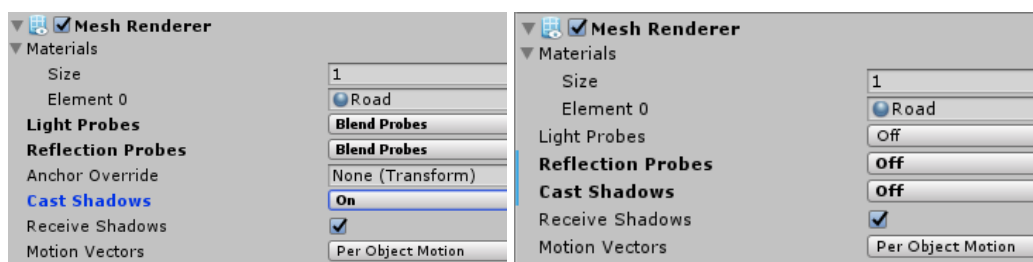 Mesh Renderer
Materials
Size 1
Element 0 Road
Light Probes Blend Probes
Reflection Probes Blend Probes
Anchor Override None (Transform)
Cast Shadows On
Receive Shadows
Motion Vectors Per Object Motion
Mesh Renderer
Materials
Size 1
Element 0 Road
Light Probes Off
Reflection Probes Off
Cast Shadows Off
Receive Shadows
Motion Vectors Per Object Motion